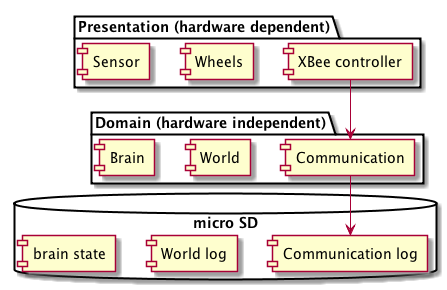 Presentation (hardware dependent)
Sensor
Wheels
XBee controller
Domain (hardware independent)
Brain
World
Communication
micro SD
brain state
World log
Communication log